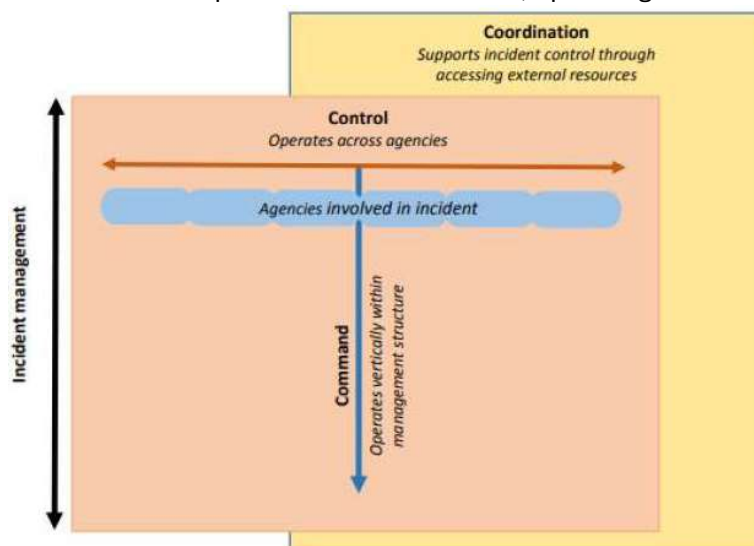 Coordination
Supports incident control through
accessing external resources
Control
Operates across agencies
Agencies involved in incident
Incident management
Command
Operates vertically within
management structure